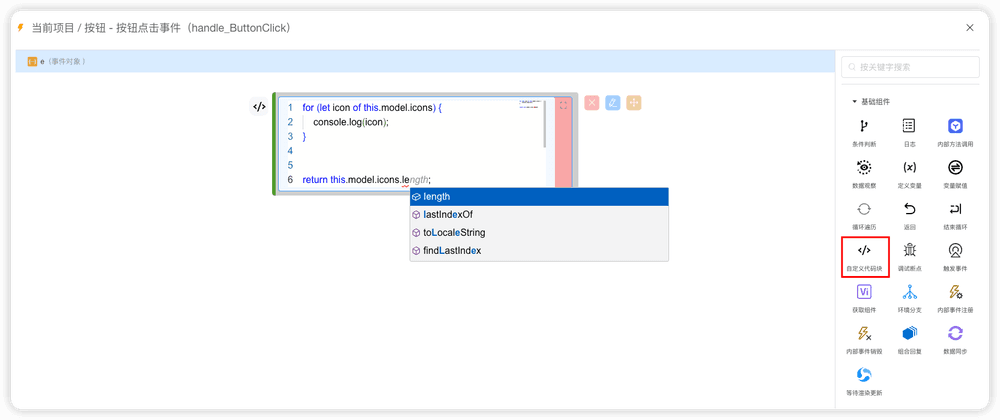 当前项目 / 按钮 - 按钮点击事件（handle_ButtonClick）
e（事件对象）
按关键字搜索
</>
1 for (let icon of this.model.icons) {
2 console.log(icon);
3 }
4
5
6 return this.model.icons.length;
length
lastIndexOf
toLocaleString
findLastIndex
基础组件
条件判断 日志 内部方法调用
(x)
数据观察 定义变量 变量赋值
循环遍历 返回 结束循环
</>
自定义代码块 调试断点 触发事件
Vi
获取组件 环境分支 内部事件注册
内部事件销毁 组合回复 数据同步
等待渲染更新